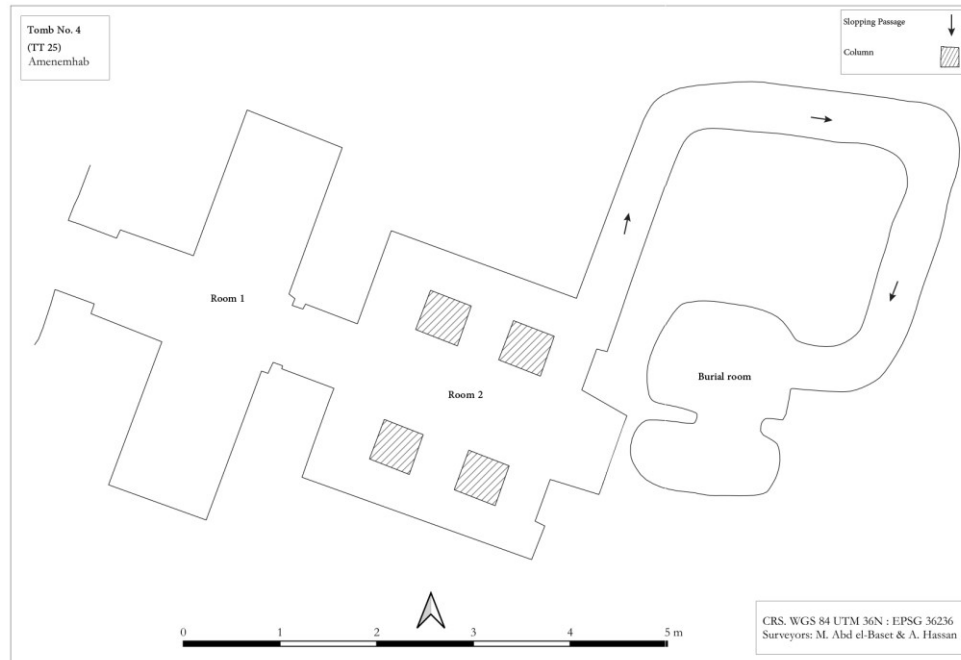 Tomb No. 4
(TT 25)
Amenemhab
Slopping Passage
Column
Room 1
Room 2
Burial room
0 1 2 3 4 5 m
CRS. WGS 84 UTM 36N : EPSG 36236
Surveyors: M. Abd el-Baset & A. Hassan